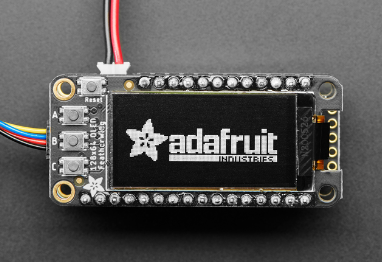 Reset
A
B
C
128x64 OLED
FeatherWing
adafruit
INDUSTRIES